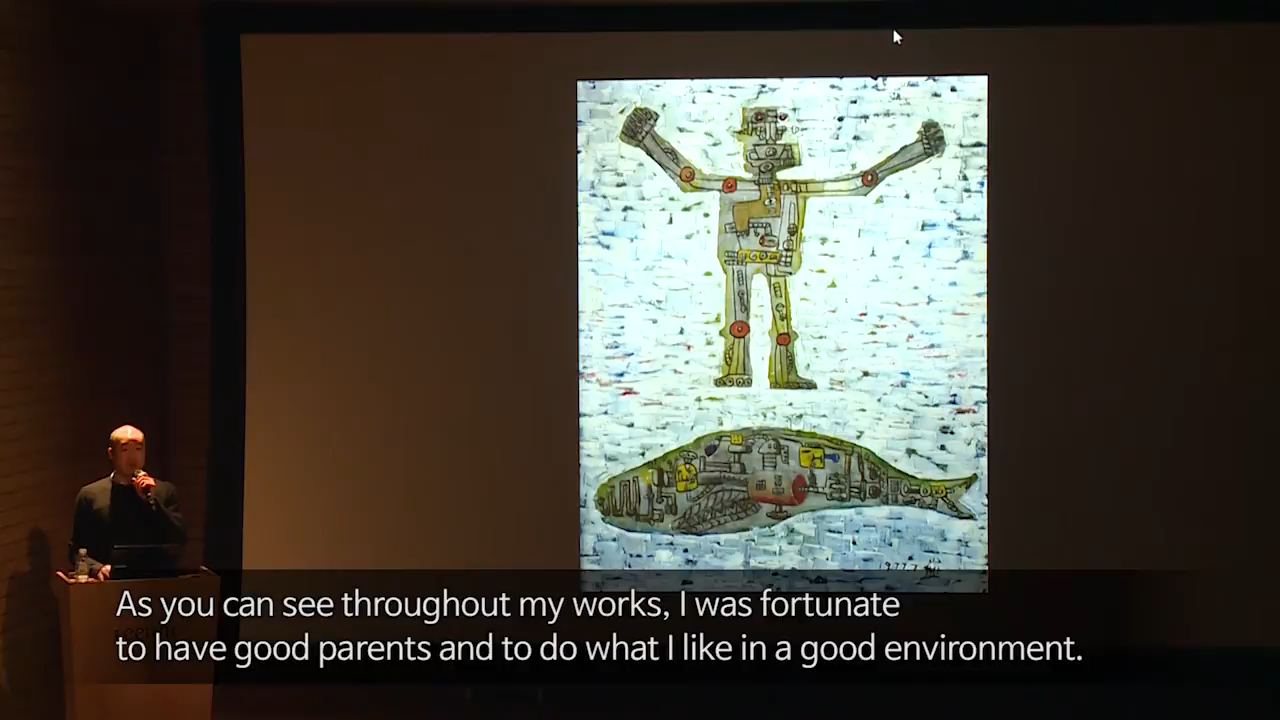 As you can see throughout my works, I was fortunate
to have good parents and to do what I like in a good environment.